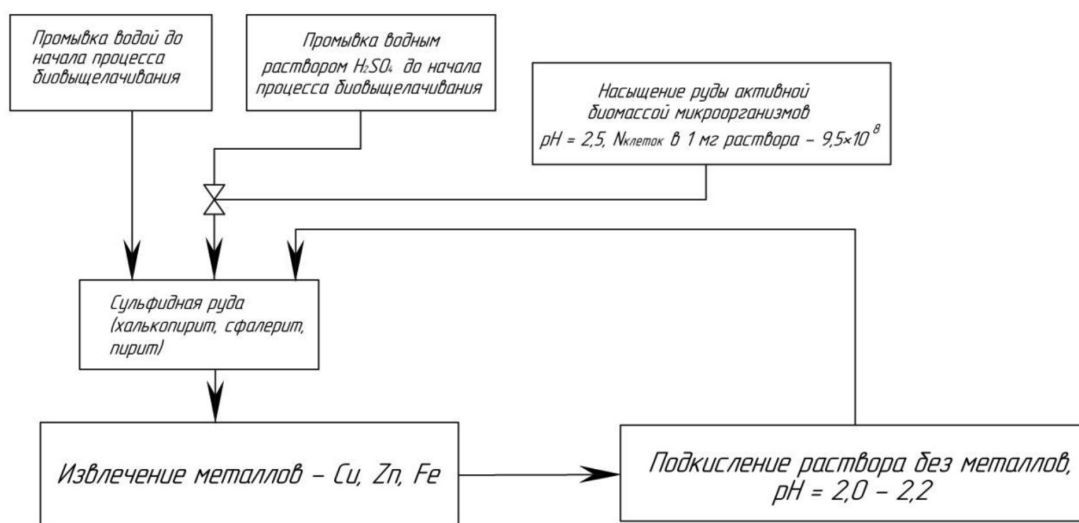 Промывка водой до
начала процесса
биовыщелачивания
Промывка водным
раствором H₂SO₄ до начала
процесса биовыщелачивания
Насыщение руды активной
биомассой микроорганизмов
pH = 2,5, Nклеток в 1 мг раствора – 9,5×10⁸
Сульфидная руда
(халькопирит, сфалерит,
пирит)
Извлечение металлов – Cu, Zn, Fe
Подкисление раствора без металлов,
pH = 2,0 – 2,2